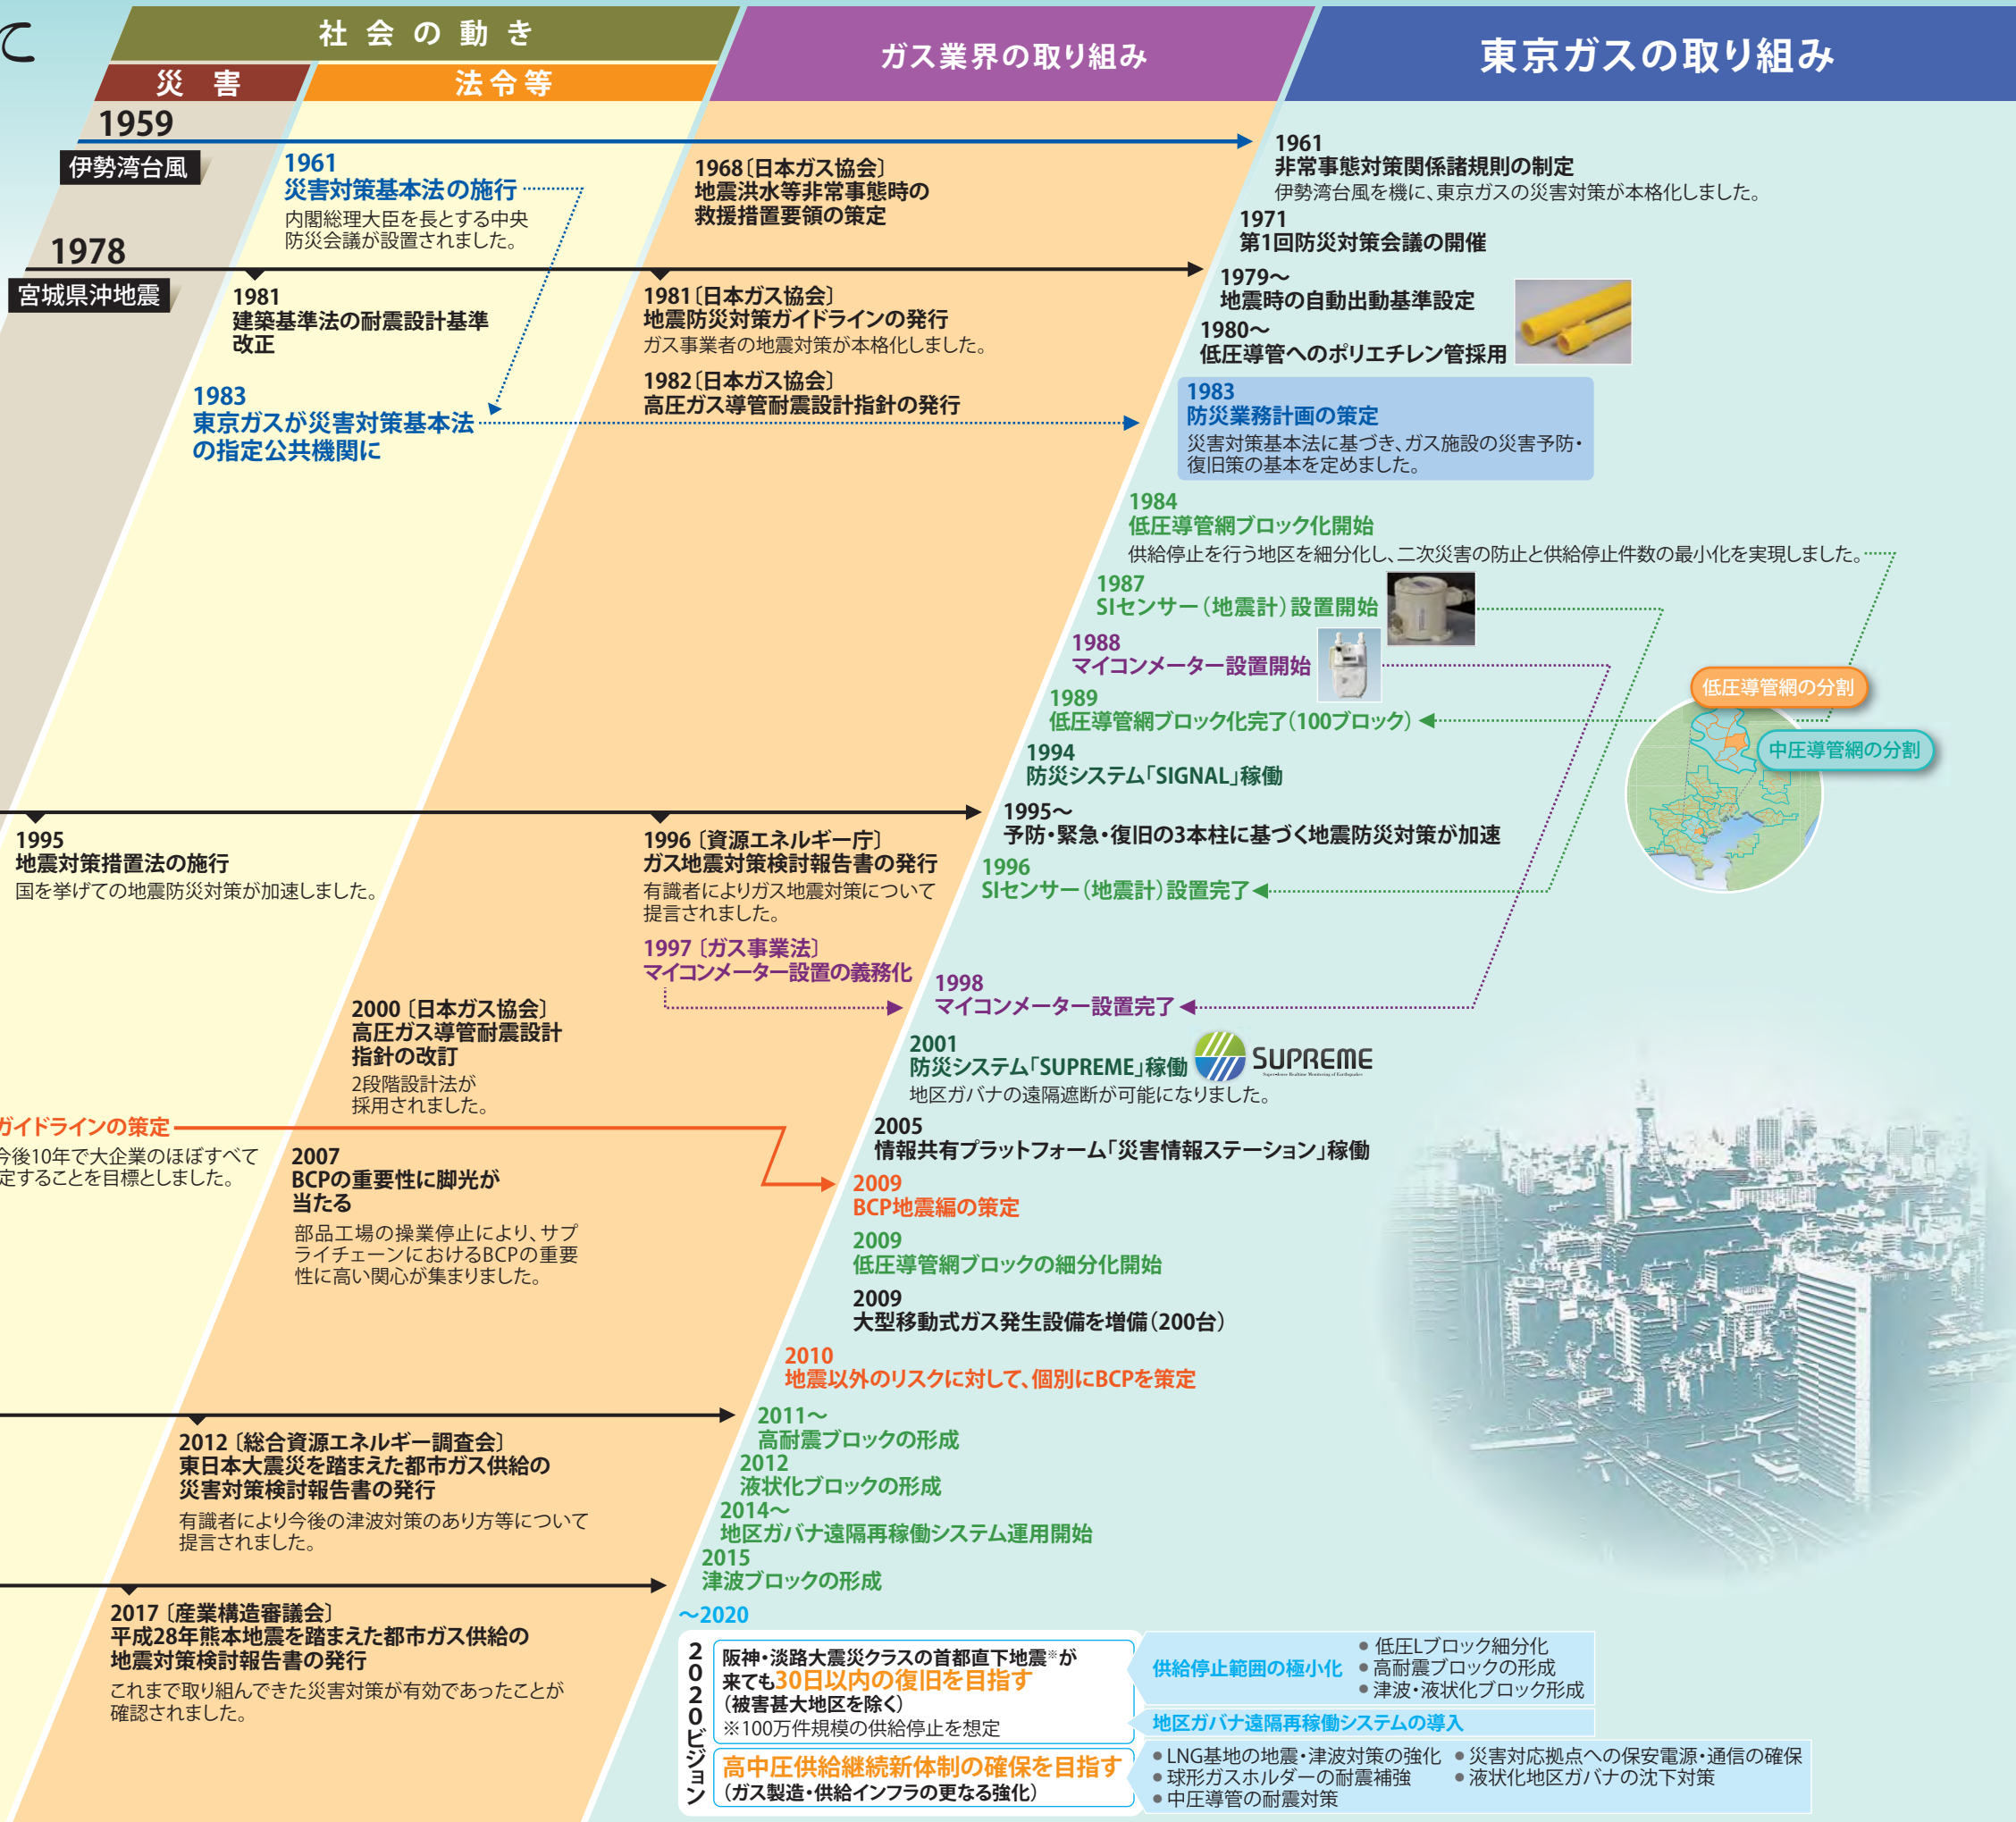 て
社会の動き
災害
法令等
ガス業界の取り組み
東京ガスの取り組み
1959
伊勢湾台風
1978
宮城県沖地震
1961
災害対策基本法の施行
内閣総理大臣を長とする中央
防災会議が設置されました。
1981
建築基準法の耐震設計基準
改正
1983
東京ガスが災害対策基本法
の指定公共機関に
1995
地震対策措置法の施行
国を挙げての地震防災対策が加速しました。
ガイドラインの策定
今後10年で大企業のほぼすべて
定することを目標としました。
1968〔日本ガス協会〕
地震洪水等非常事態時の
救援措置要領の策定
1981〔日本ガス協会〕
地震防災対策ガイドラインの発行
ガス事業者の地震対策が本格化しました。
1982〔日本ガス協会〕
高圧ガス導管耐震設計指針の発行
1996〔資源エネルギー庁〕
ガス地震対策検討報告書の発行
有識者によりガス地震対策について
提言されました。
1997〔ガス事業法〕
マイコンメーター設置の義務化
2000〔日本ガス協会〕
高圧ガス導管耐震設計
指針の改訂
2段階設計法が
採用されました。
2007
BCPの重要性に脚光が
当たる
部品工場の操業停止により、サプ
ライチェーンにおけるBCPの重要
性に高い関心が集まりました。
2012〔総合資源エネルギー調査会〕
東日本大震災を踏まえた都市ガス供給の
災害対策検討報告書の発行
有識者により今後の津波対策のあり方等について
提言されました。
2017〔産業構造審議会〕
平成28年熊本地震を踏まえた都市ガス供給の
地震対策検討報告書の発行
これまで取り組んできた災害対策が有効であったことが
確認されました。
1961
非常事態対策関係諸規則の制定
伊勢湾台風を機に、東京ガスの災害対策が本格化しました。
1971
第1回防災対策会議の開催
1979～
地震時の自動出動基準設定
1980～
低圧導管へのポリエチレン管採用
1983
防災業務計画の策定
災害対策基本法に基づき、ガス施設の災害予防・
復旧策の基本を定めました。
1984
低圧導管網ブロック化開始
供給停止を行う地区を細分化し、二次災害の防止と供給停止件数の最小化を実現しました。
1987
SIセンサー（地震計）設置開始
1988
マイコンメーター設置開始
1989
低圧導管網ブロック化完了（100ブロック）
低圧導管網の分割
中圧導管網の分割
1994
防災システム「SIGNAL」稼働
1995～
予防・緊急・復旧の3本柱に基づく地震防災対策が加速
1996
SIセンサー（地震計）設置完了
1998
マイコンメーター設置完了
2001
防災システム「SUPREME」稼働
SUPREME
地区ガバナの遠隔遮断が可能になりました。
2005
情報共有プラットフォーム「災害情報ステーション」稼働
2009
BCP地震編の策定
2009
低圧導管網ブロックの細分化開始
2009
大型移動式ガス発生設備を増備（200台）
2010
地震以外のリスクに対して、個別にBCPを策定
2011～
高耐震ブロックの形成
2012
液状化ブロックの形成
2014～
地区ガバナ遠隔再稼働システム運用開始
2015
津波ブロックの形成
～2020
2020ビジョン
阪神・淡路大震災クラスの首都直下地震※が
来ても30日以内の復旧を目指す
（被害甚大地区を除く）
※100万件規模の供給停止を想定
高中圧供給継続新体制の確保を目指す
（ガス製造・供給インフラの更なる強化）
供給停止範囲の極小化
● 低圧Lブロック細分化
● 高耐震ブロックの形成
● 津波・液状化ブロック形成
地区ガバナ遠隔再稼働システムの導入
● LNG基地の地震・津波対策の強化
● 球形ガスホルダーの耐震補強
● 中圧導管の耐震対策
● 災害対応拠点への保安電源・通信の確保
● 液状化地区ガバナの沈下対策